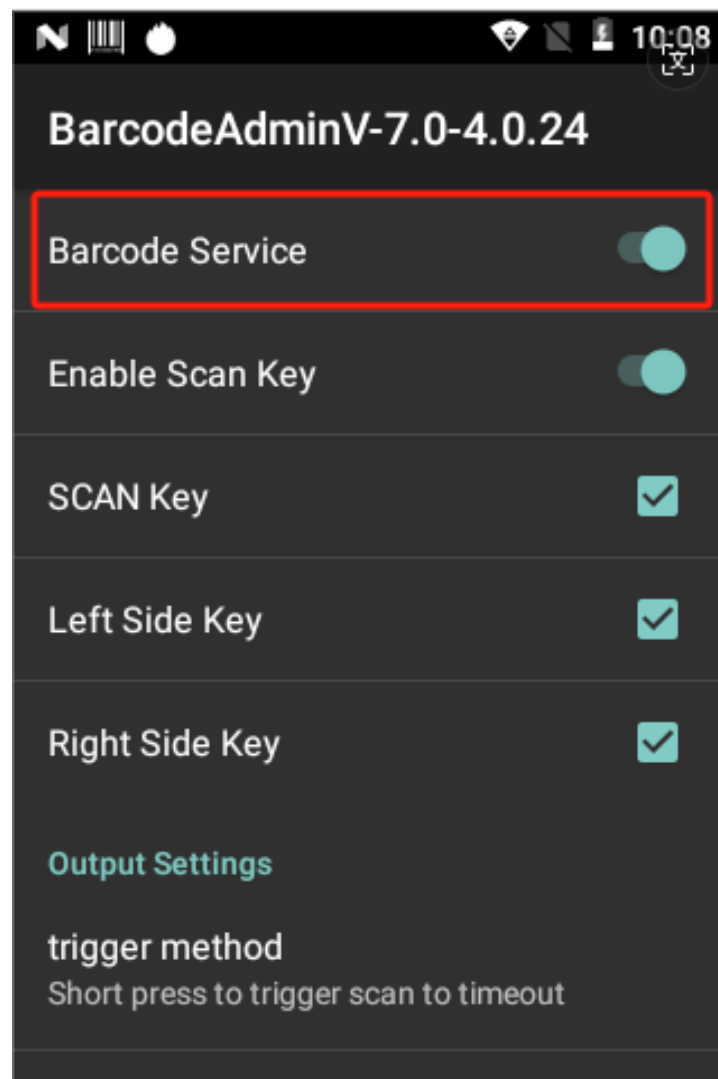 10:08
BarcodeAdminV-7.0-4.0.24
Barcode Service
Enable Scan Key
SCAN Key
Left Side Key
Right Side Key
Output Settings
trigger method
Short press to trigger scan to timeout